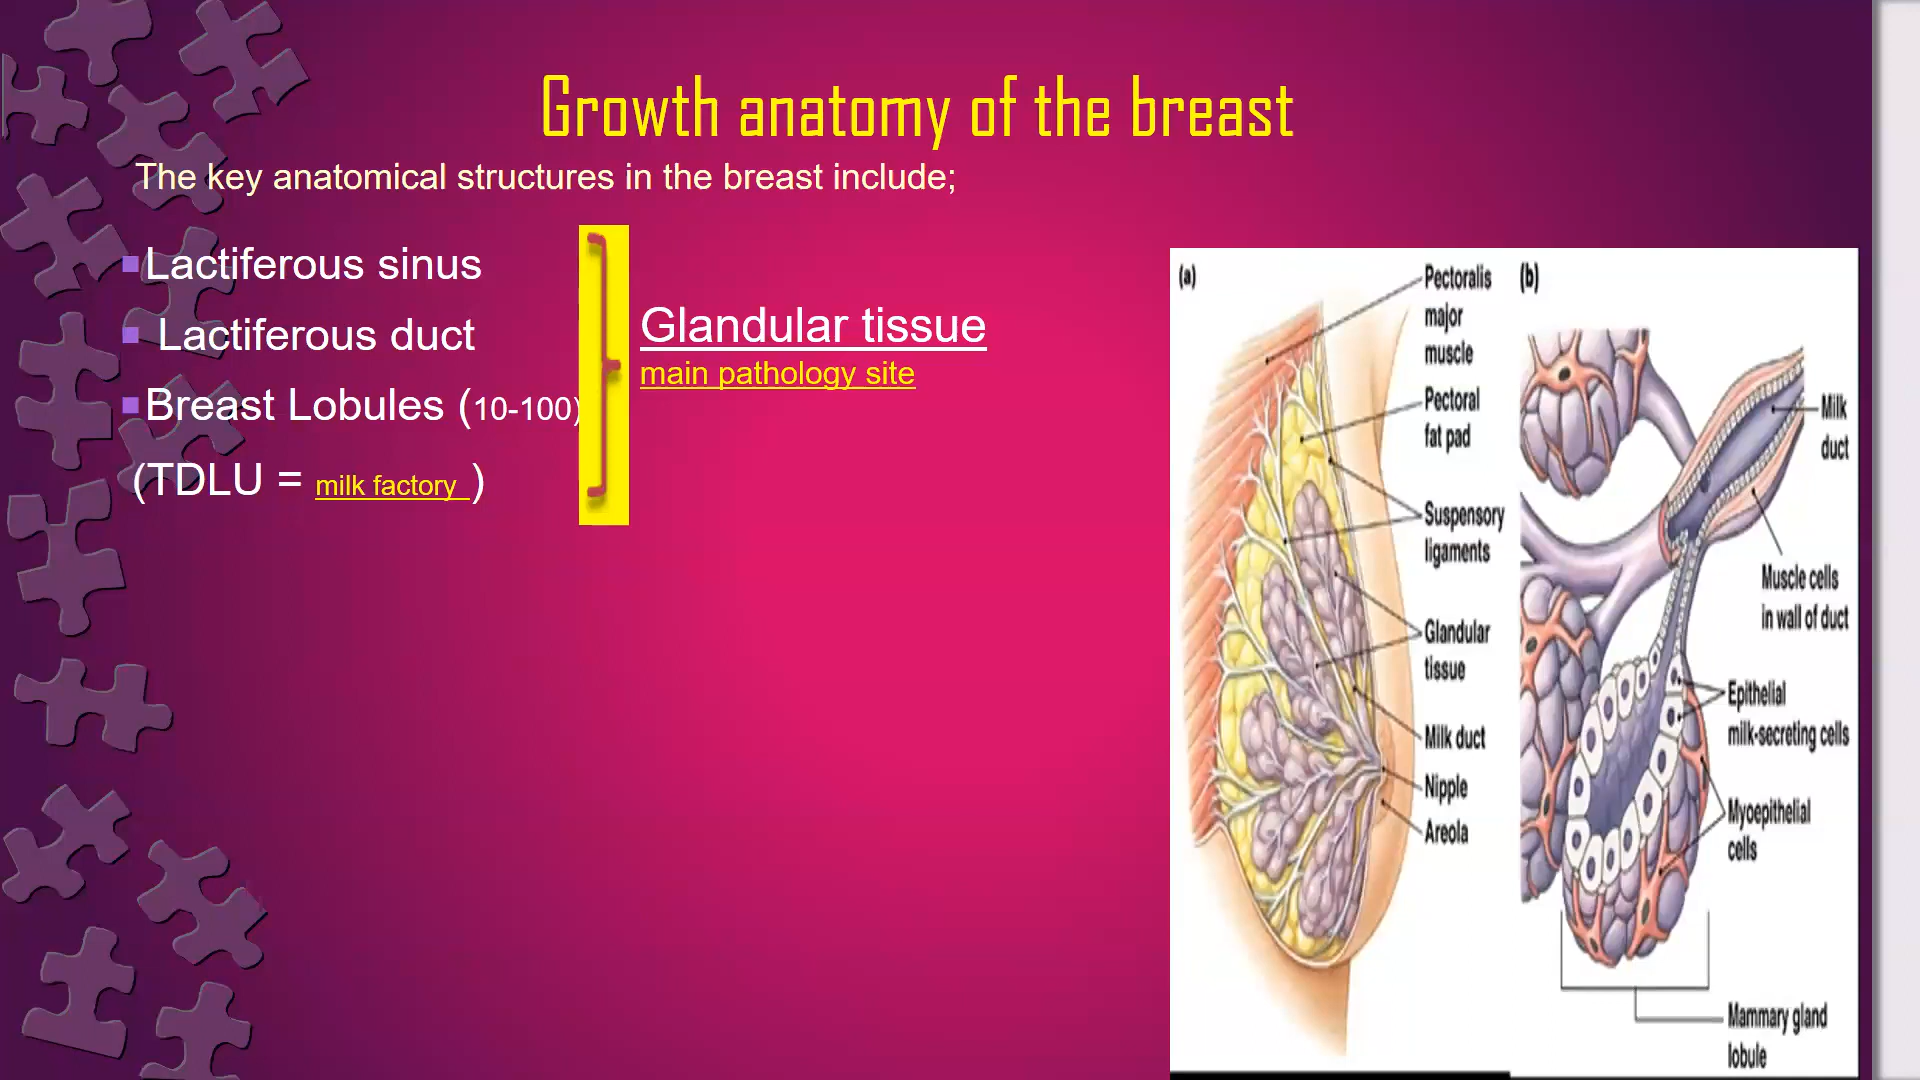 Growth anatomy of the breast
The key anatomical structures in the breast include;
Lactiferous sinus
Lactiferous duct
Breast Lobules (10-100)
(TDLU = milk factory )
Glandular tissue
main pathology site
(a)
Pectoralis
major
muscle
Pectoral
fat pad
Suspensory
ligaments
Glandular
tissue
Milk duct
Nipple
Areola
(b)
Milk
duct
Muscle cells
in wall of duct
Epithelial
milk-secreting cells
Myoepithelial
cells
Mammary gland
lobule